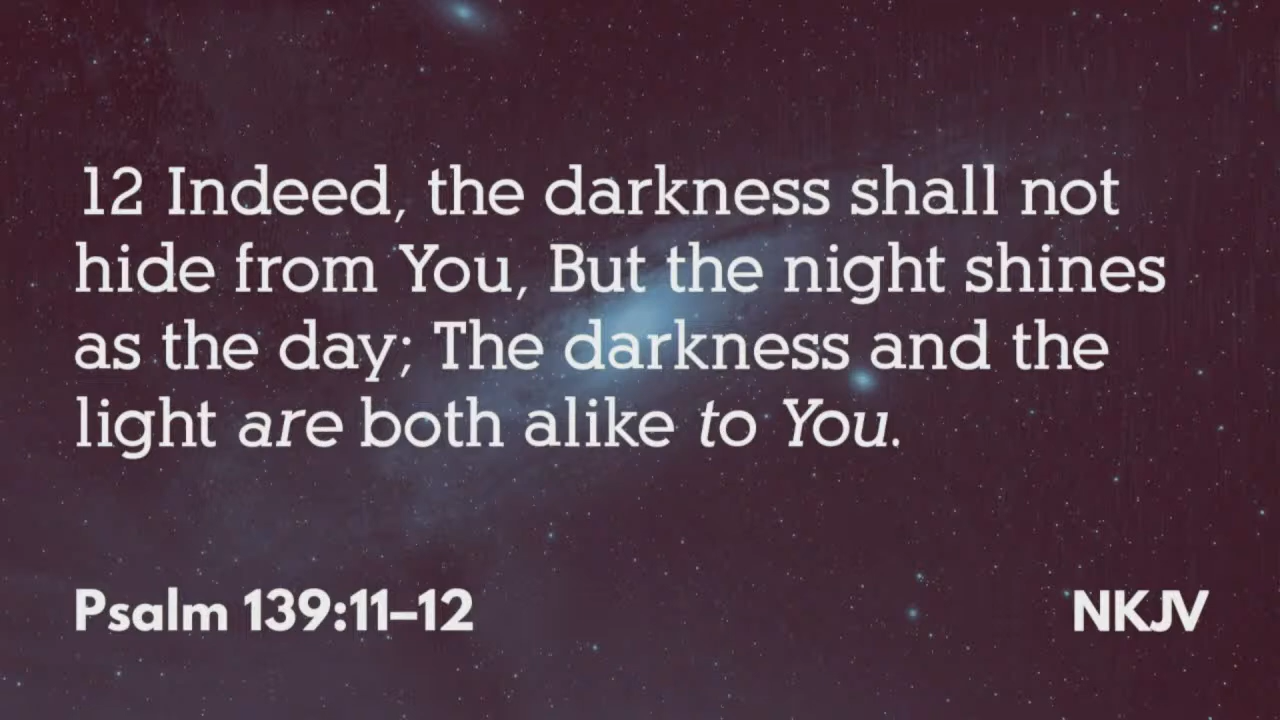 12 Indeed, the darkness shall not
hide from You, But the night shines
as the day; The darkness and the
light are both alike to You.
Psalm 139:11–12
NKJV